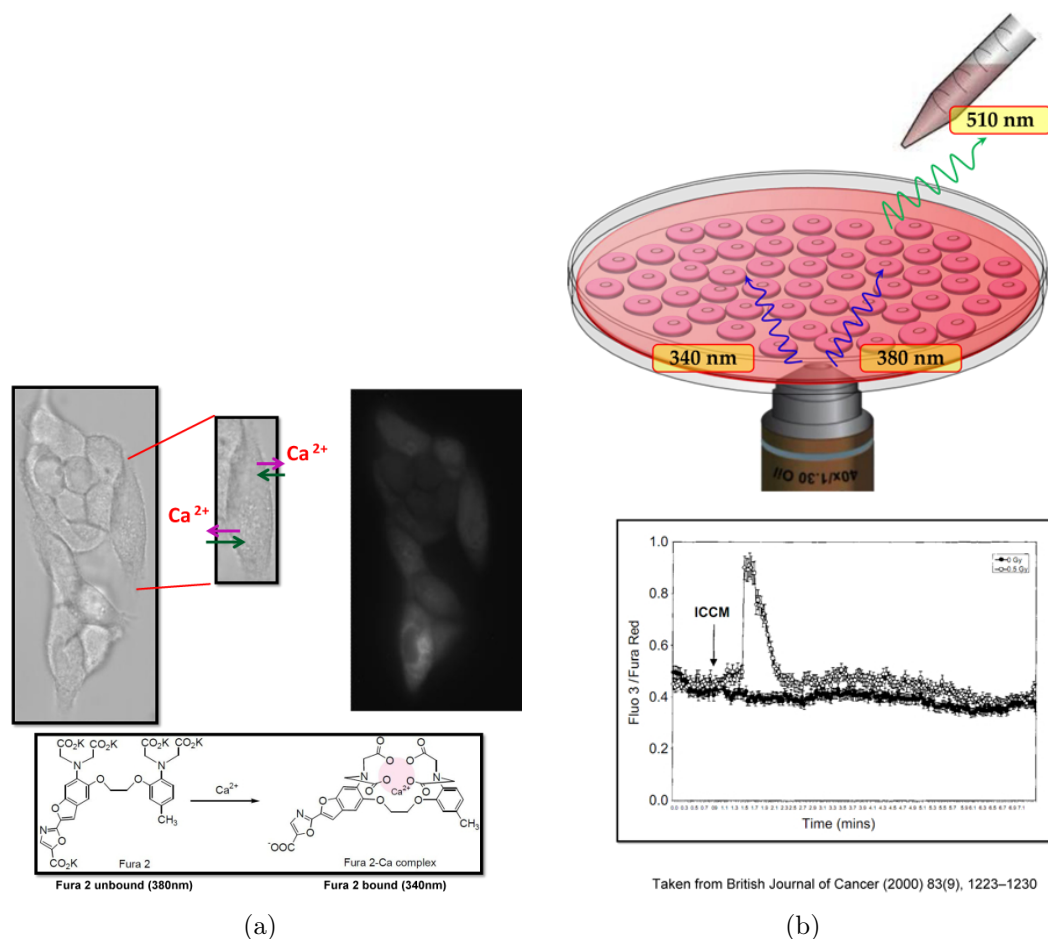 Ca 2+
Ca 2+
CO₂K
CO₂K
CO₂K
CO₂K
N
O
O
N
O
N
O
CO₂K
CH₃
Fura 2
Ca²⁺
O
O
O
O
N
O
O
N
O
O
Ca²⁺
O
O
CH₃
N
O
⁻OOC
Fura 2-Ca complex
Fura 2 unbound (380nm)
Fura 2 bound (340nm)
(a)
510 nm
340 nm
380 nm
40x/1.30 Oil
1.0
0.8
0.6
0.4
0.2
0.0
Fluo 3 / Fura Red
ICCM
0 Gy
0.5 Gy
Time (mins)
Taken from British Journal of Cancer (2000) 83(9), 1223–1230
(b)